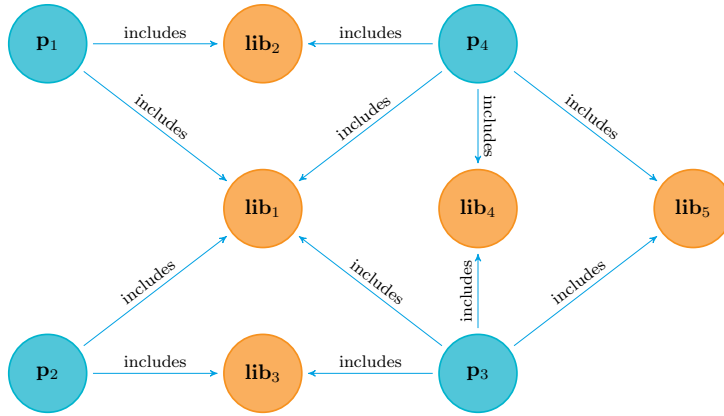 p₁ includes lib₂ includes p₄
includes includes includes includes
lib₁ lib₄ lib₅
includes includes includes includes
p₂ includes lib₃ includes p₃